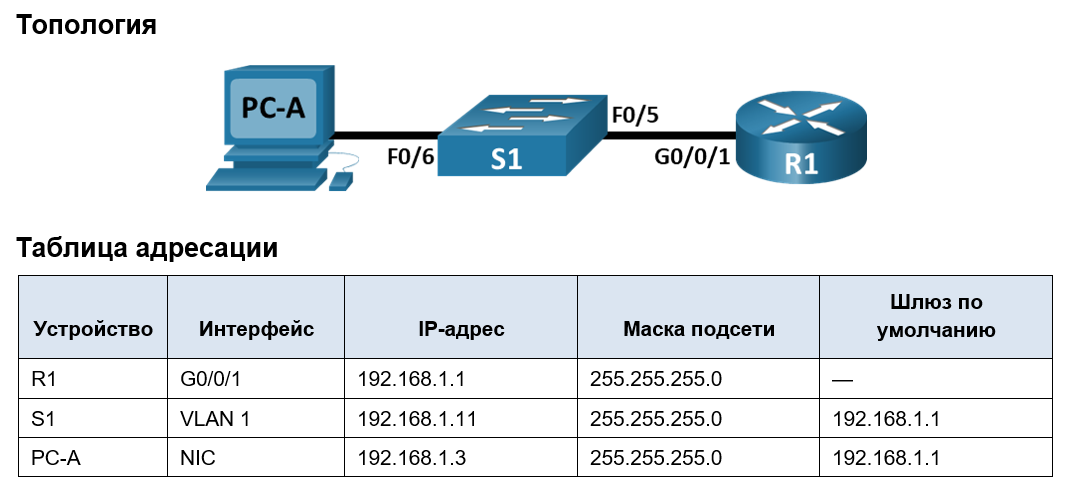 Топология
PC-A
F0/6
S1
F0/5
G0/0/1
R1
Таблица адресации
Устройство Интерфейс IP-адрес Маска подсети Шлюз по
умолчанию
R1 G0/0/1 192.168.1.1 255.255.255.0 —
S1 VLAN 1 192.168.1.11 255.255.255.0 192.168.1.1
PC-A NIC 192.168.1.3 255.255.255.0 192.168.1.1